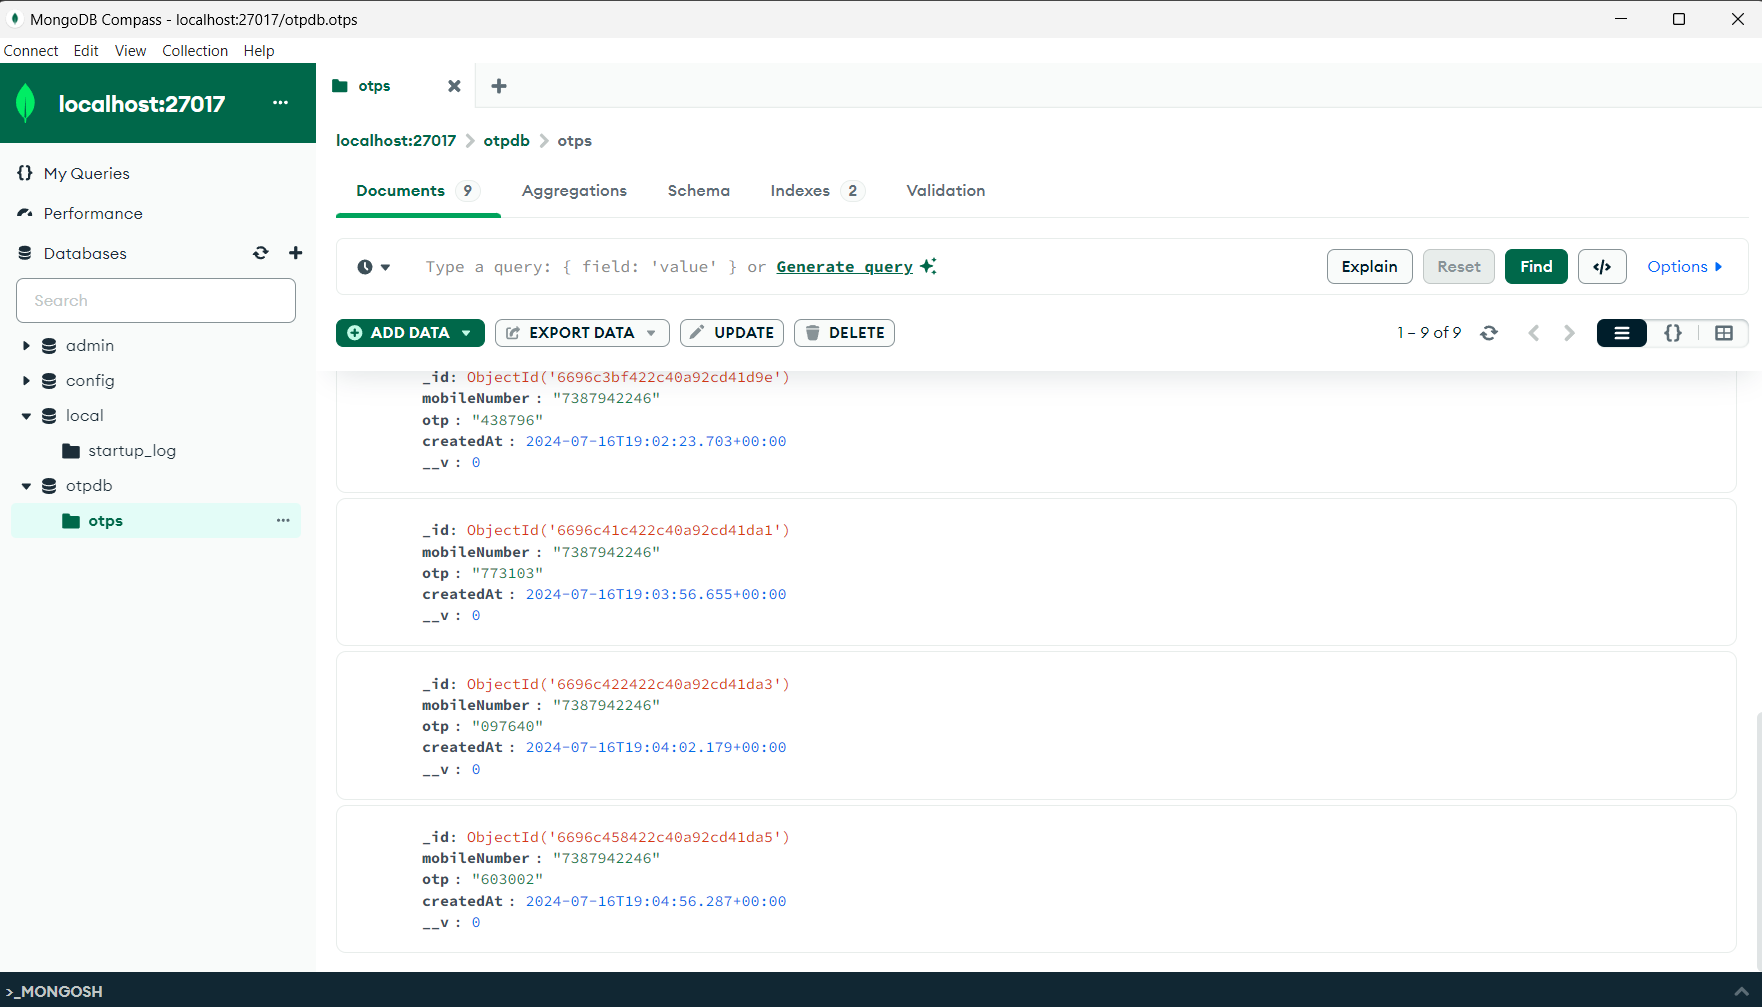 MongoDB Compass - localhost:27017/otpdb.otps
Connect Edit View Collection Help
localhost:27017 ...
My Queries
Performance
Databases
Search
admin
config
local
startup_log
otpdb
otps ...
otps
localhost:27017 > otpdb > otps
Documents 9 Aggregations Schema Indexes 2 Validation
Type a query: { field: 'value' } or Generate query
Explain Reset Find </> Options
ADD DATA EXPORT DATA UPDATE DELETE
1 – 9 of 9 {}
_id: ObjectId('6696c3bf422c40a92cd41d9e')
mobileNumber : "7387942246"
otp : "438796"
createdAt : 2024-07-16T19:02:23.703+00:00
__v : 0
_id: ObjectId('6696c41c422c40a92cd41da1')
mobileNumber : "7387942246"
otp : "773103"
createdAt : 2024-07-16T19:03:56.655+00:00
__v : 0
_id: ObjectId('6696c422422c40a92cd41da3')
mobileNumber : "7387942246"
otp : "097640"
createdAt : 2024-07-16T19:04:02.179+00:00
__v : 0
_id: ObjectId('6696c458422c40a92cd41da5')
mobileNumber : "7387942246"
otp : "603002"
createdAt : 2024-07-16T19:04:56.287+00:00
__v : 0
>_MONGOSH